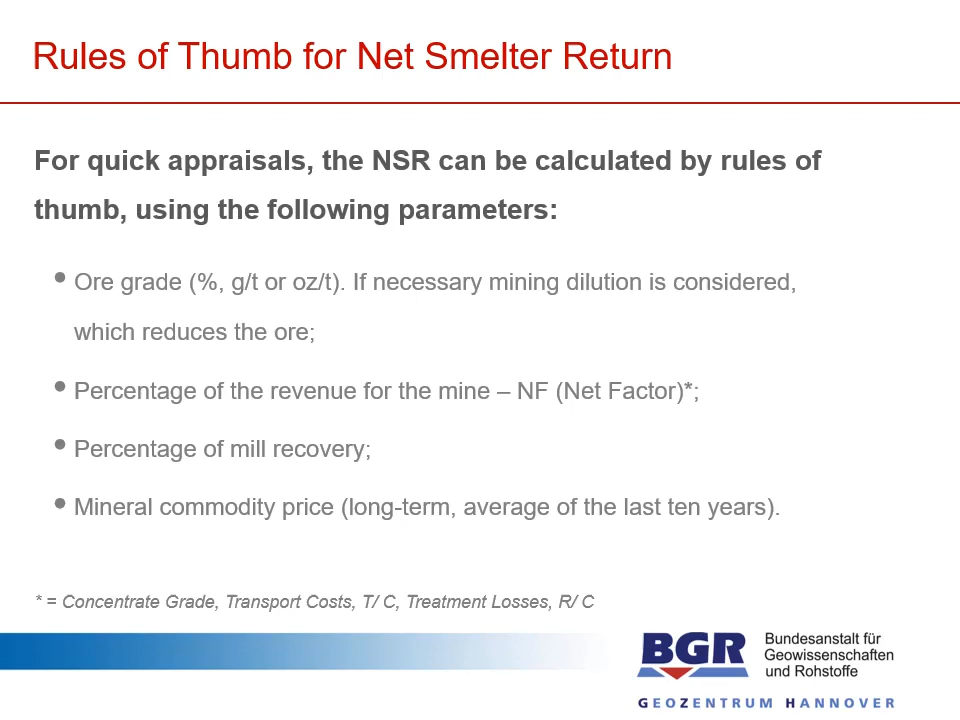 Rules of Thumb for Net Smelter Return
For quick appraisals, the NSR can be calculated by rules of
thumb, using the following parameters:
• Ore grade (%, g/t or oz/t). If necessary mining dilution is considered,
which reduces the ore;
• Percentage of the revenue for the mine – NF (Net Factor)*;
• Percentage of mill recovery;
• Mineral commodity price (long-term, average of the last ten years).
* = Concentrate Grade, Transport Costs, T/ C, Treatment Losses, R/ C
BGR
Bundesanstalt für
Geowissenschaften
und Rohstoffe
GEOZENTRUM HANNOVER